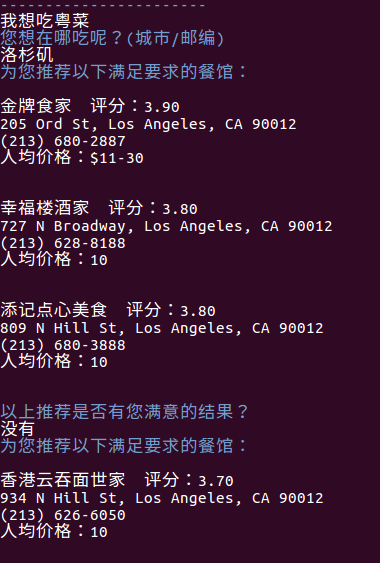 -----------------------
我想吃粤菜
您想在哪吃呢？(城市/邮编)
洛杉矶
为您推荐以下满足要求的餐馆：
金牌食家 评分：3.90
205 Ord St, Los Angeles, CA 90012
(213) 680-2887
人均价格：$11-30
幸福楼酒家 评分：3.80
727 N Broadway, Los Angeles, CA 90012
(213) 628-8188
人均价格：10
添记点心美食 评分：3.80
809 N Hill St, Los Angeles, CA 90012
(213) 680-3888
人均价格：10
以上推荐是否有您满意的结果？
没有
为您推荐以下满足要求的餐馆：
香港云吞面世家 评分：3.70
934 N Hill St, Los Angeles, CA 90012
(213) 626-6050
人均价格：10